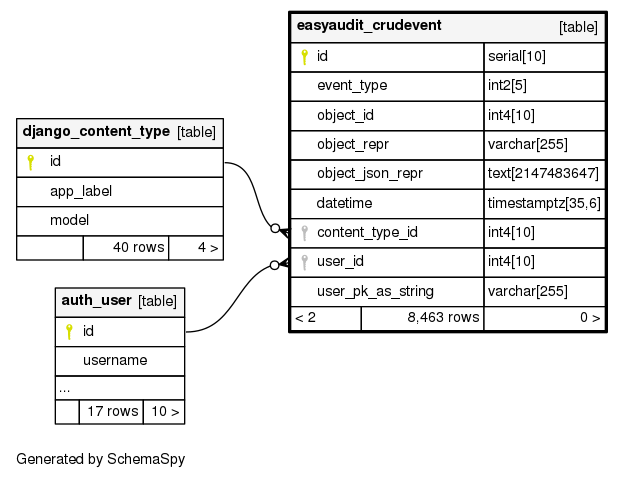 easyaudit_crudevent [table]
id serial[10]
event_type int2[5]
object_id int4[10]
object_repr varchar[255]
object_json_repr text[2147483647]
datetime timestamptz[35,6]
content_type_id int4[10]
user_id int4[10]
user_pk_as_string varchar[255]
< 2 8,463 rows 0 >
django_content_type [table]
id
app_label
model
40 rows 4 >
auth_user [table]
id
username
...
17 rows 10 >
Generated by SchemaSpy